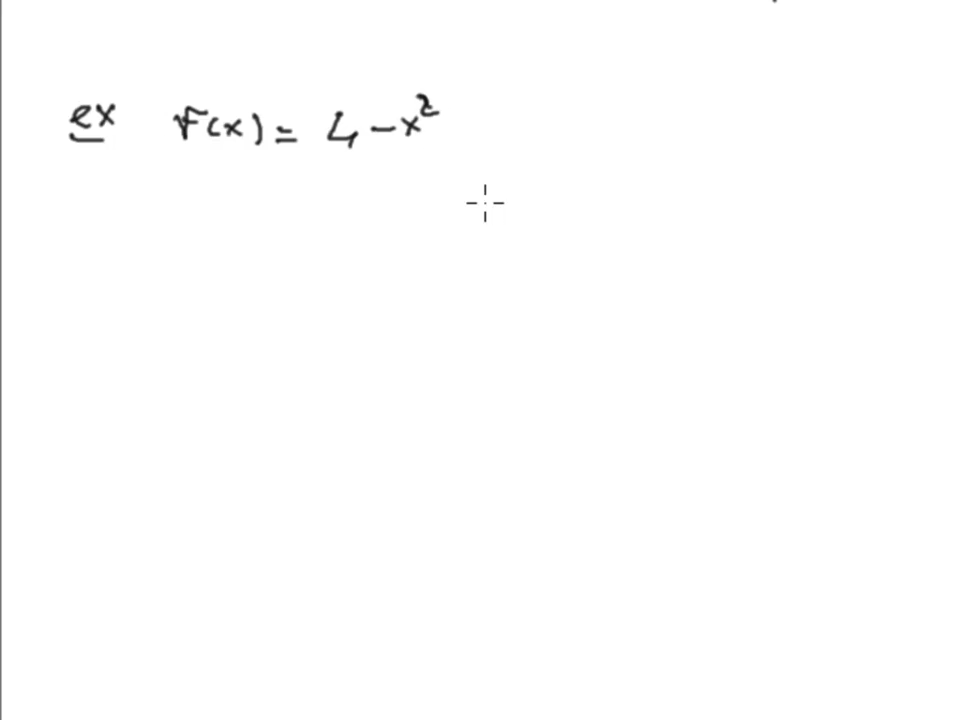 ex F(x) = 4 - x²